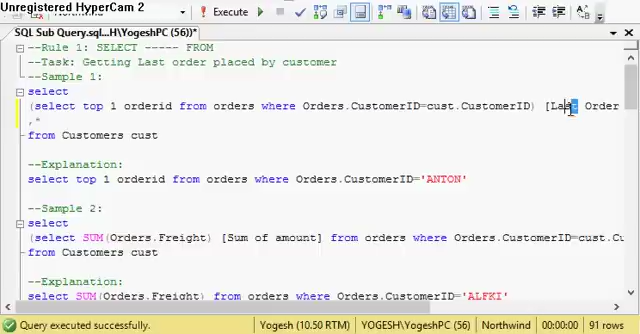 Unregistered HyperCam 2
Northwind
Execute
SQL Sub Query.sql...H\YogeshPC (56))*
--Rule 1: SELECT ----- FROM
--Task: Getting Last order placed by customer
--Sample 1:
select
(select top 1 orderid from orders where Orders.CustomerID=cust.CustomerID) [Last Order
,*
from Customers cust
--Explanation:
select top 1 orderid from orders where Orders.CustomerID='ANTON'
--Sample 2:
select
(select SUM(Orders.Freight) [Sum of amount] from orders where Orders.CustomerID=cust.Cu
from Customers cust
--Explanation:
select SUM(Orders.Freight) from orders where Orders.CustomerID='ALFKI'
Query executed successfully.
Yogesh (10.50 RTM)
YOGESH\YogeshPC (56)
Northwind
00:00:00
91 rows